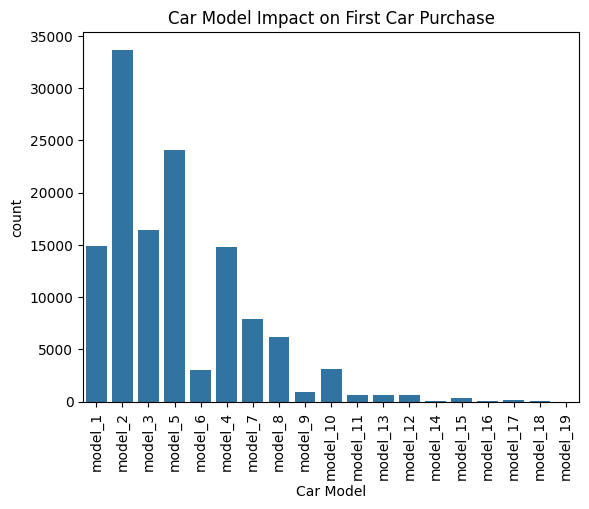 Car Model Impact on First Car Purchase
35000
30000
25000
20000
15000
10000
5000
0
count
model_1
model_2
model_3
model_5
model_6
model_4
model_7
model_8
model_9
model_10
model_11
model_13
model_12
model_14
model_15
model_16
model_17
model_18
model_19
Car Model